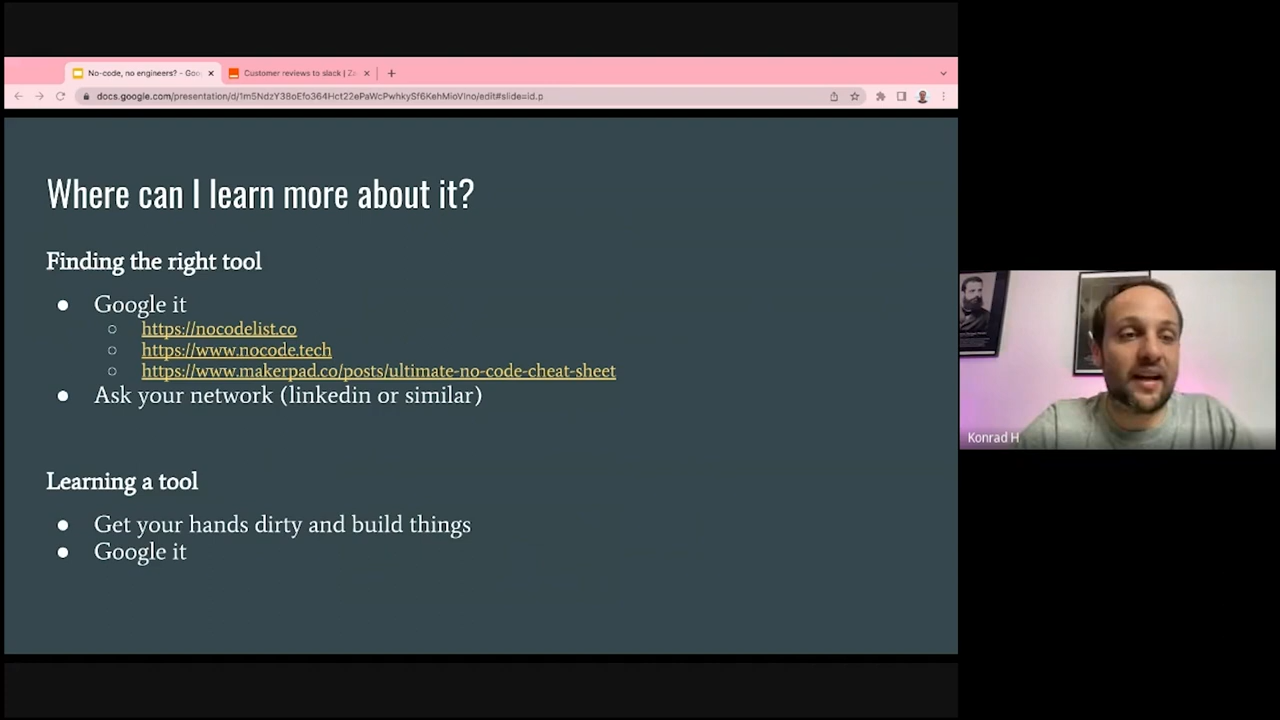 No-code, no engineers? - Goo
Customer reviews to slack | Za
docs.google.com/presentation/d/1m5NdzY38oEfo364Hct22ePaWcPwhkySf6KehMioVIno/edit#slide=id.p
Where can I learn more about it?
Finding the right tool
● Google it
○ https://nocodelist.co
○ https://www.nocode.tech
○ https://www.makerpad.co/posts/ultimate-no-code-cheat-sheet
● Ask your network (linkedin or similar)
Learning a tool
● Get your hands dirty and build things
● Google it
Konrad H